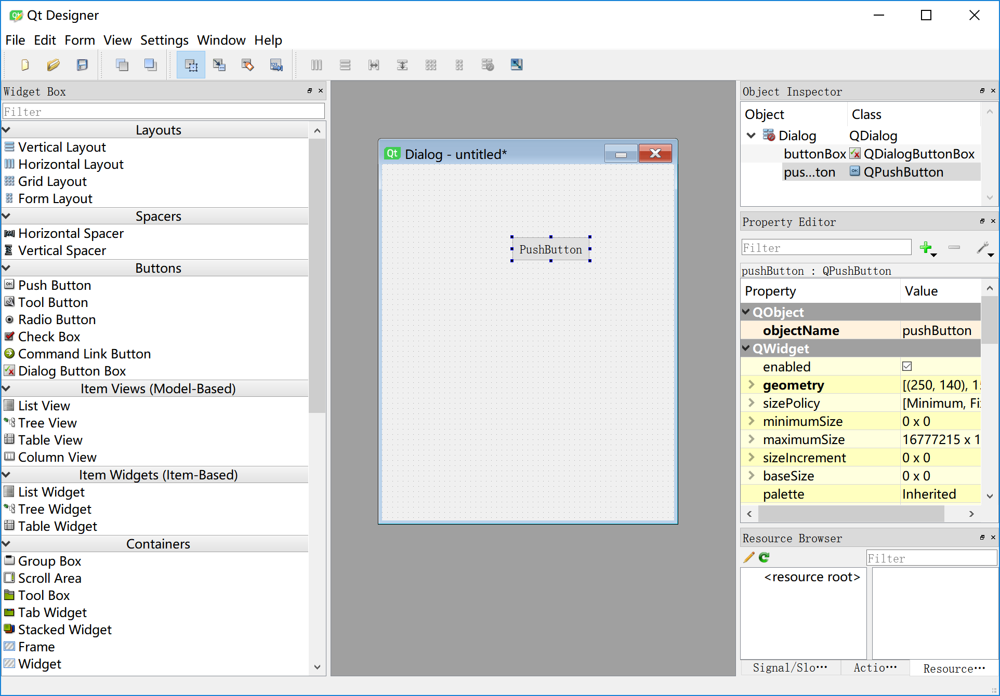 Qt Designer
File Edit Form View Settings Window Help
Widget Box
Filter
Layouts
Vertical Layout
Horizontal Layout
Grid Layout
Form Layout
Spacers
Horizontal Spacer
Vertical Spacer
Buttons
Push Button
Tool Button
Radio Button
Check Box
Command Link Button
Dialog Button Box
Item Views (Model-Based)
List View
Tree View
Table View
Column View
Item Widgets (Item-Based)
List Widget
Tree Widget
Table Widget
Containers
Group Box
Scroll Area
Tool Box
Tab Widget
Stacked Widget
Frame
Widget
Qt Dialog - untitled*
PushButton
Object Inspector
Object Class
Dialog QDialog
buttonBox QDialogButtonBox
pus...ton QPushButton
Property Editor
Filter
pushButton : QPushButton
Property Value
QObject
objectName pushButton
QWidget
enabled
geometry [(250, 140), 15
sizePolicy [Minimum, Fi
minimumSize 0 x 0
maximumSize 16777215 x 1
sizeIncrement 0 x 0
baseSize 0 x 0
palette Inherited
Resource Browser
Filter
<resource root>
Signal/Slo... Actio... Resource...